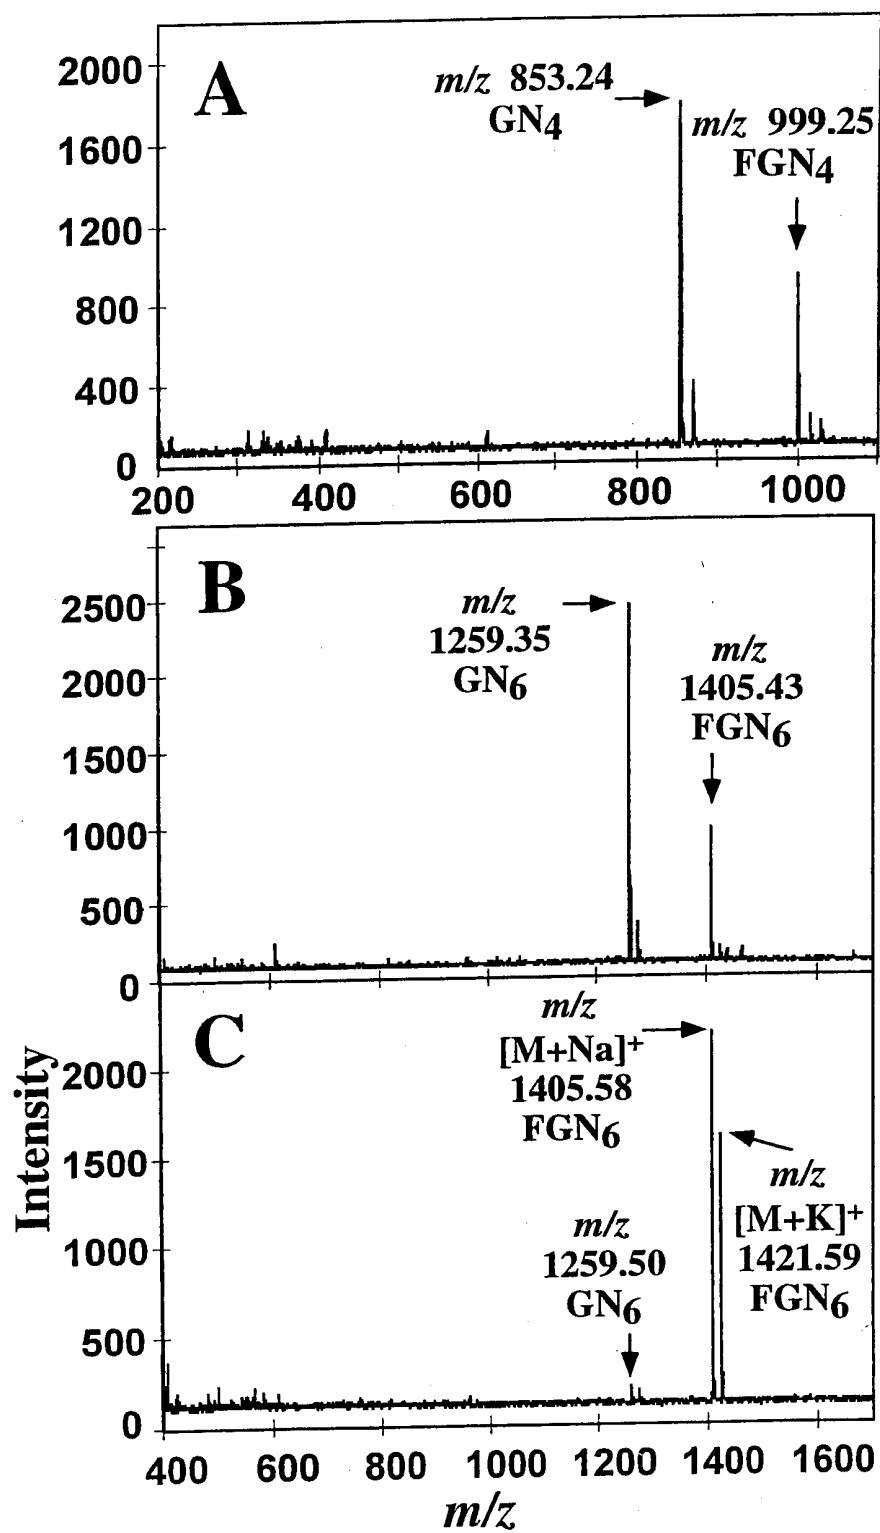 A
m/z 853.24
GN4
m/z 999.25
FGN4
2000
1600
1200
800
400
0
200 400 600 800 1000
B
m/z
1259.35
GN6
m/z
1405.43
FGN6
2500
2000
1500
1000
500
0
C
m/z
[M+Na]+
1405.58
FGN6
m/z
[M+K]+
1421.59
FGN6
m/z
1259.50
GN6
Intensity
2000
1500
1000
500
0
400 600 800 1000 1200 1400 1600
m/z